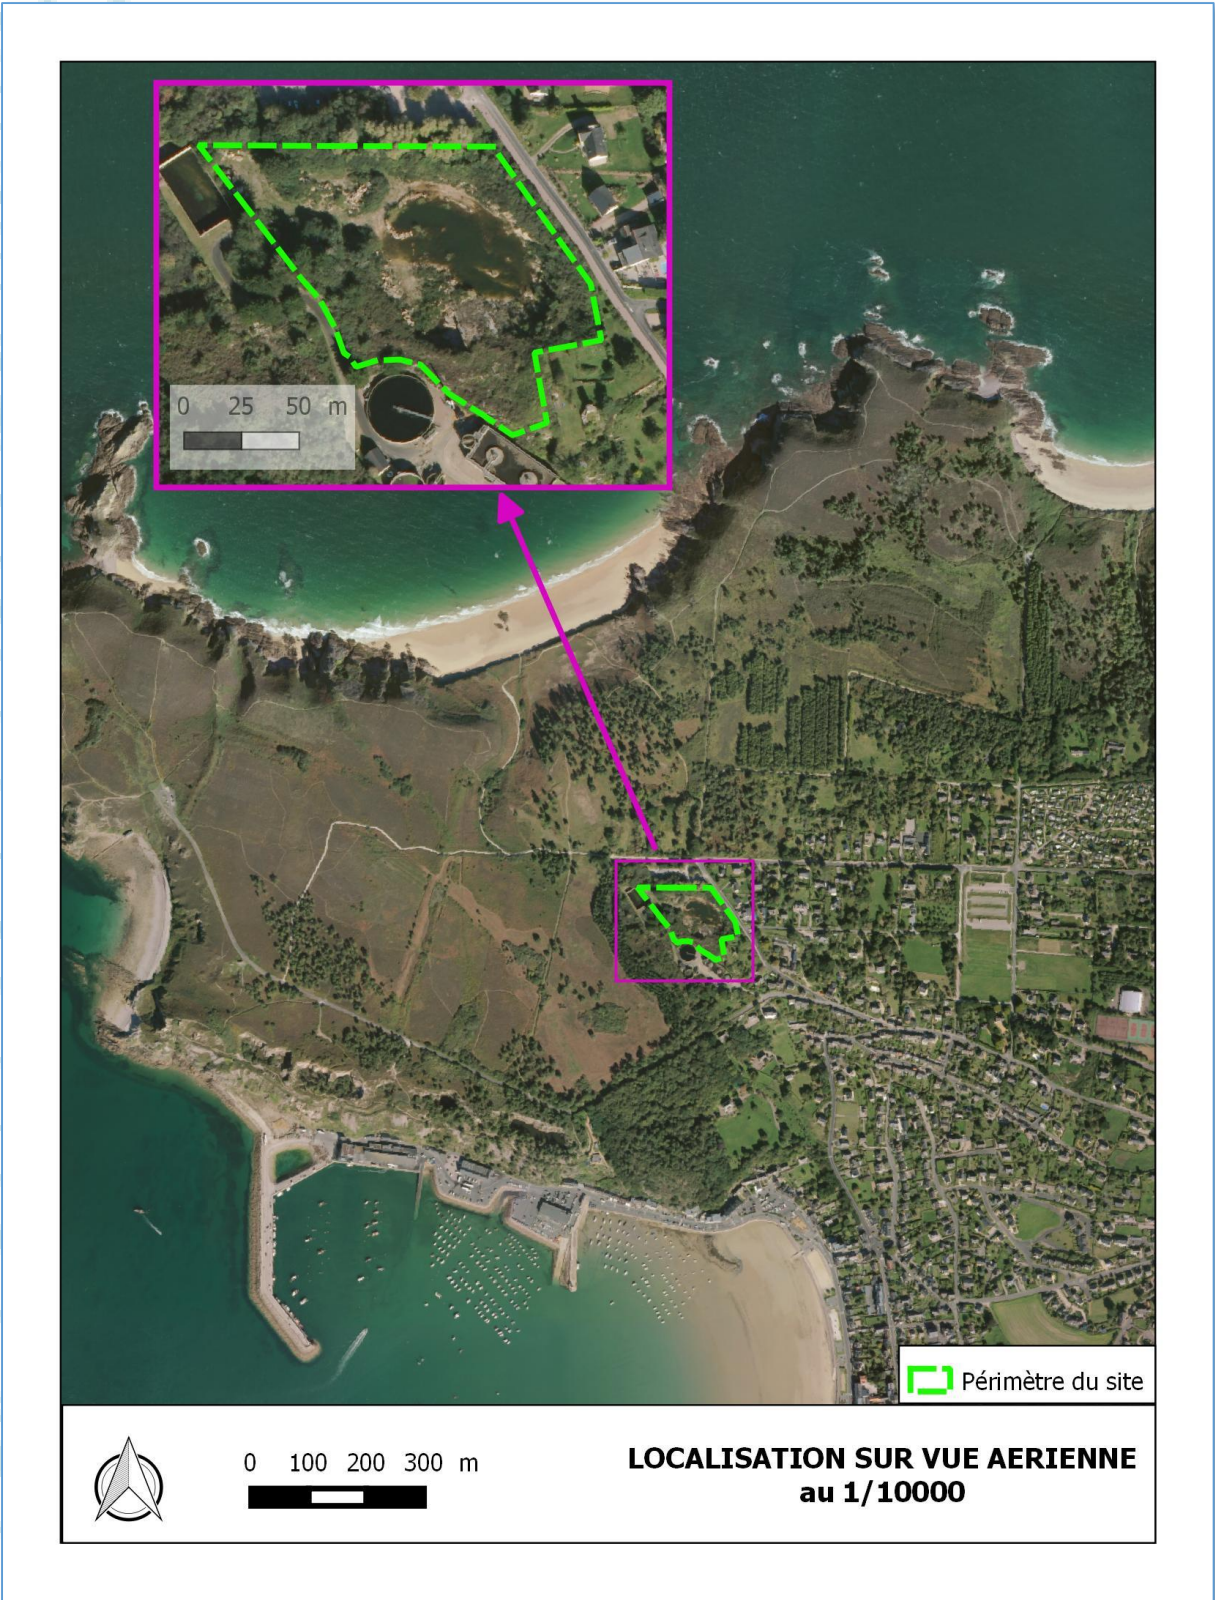 0 25 50 m
Périmètre du site
0 100 200 300 m
LOCALISATION SUR VUE AERIENNE
au 1/10000